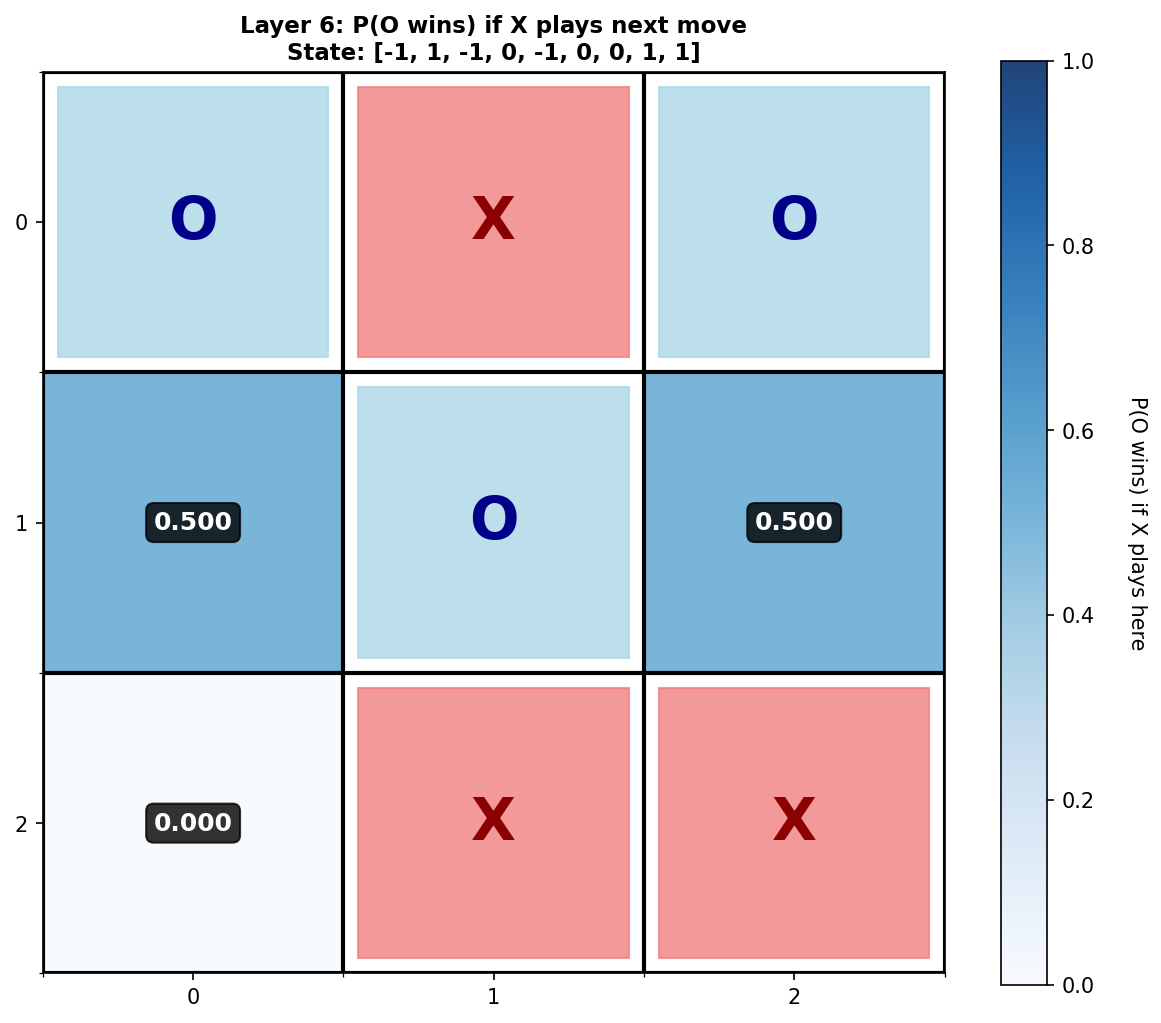 Layer 6: P(O wins) if X plays next move
State: [-1, 1, -1, 0, -1, 0, 0, 1, 1]
1.0
0
O
X
O
0.8
0.6
1
0.500
O
0.500
P(O wins) if X plays here
0.4
0.2
2
0.000
X
X
0.0
0
1
2